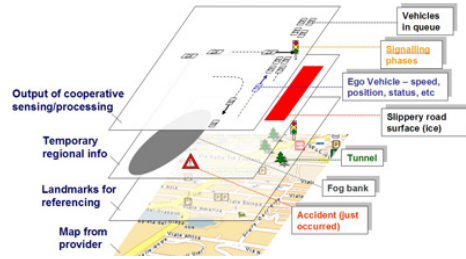 Vehicles
in queue
Signalling
phases
Ego Vehicle – speed,
position, status, etc
Output of cooperative
sensing/processing
Slippery road
surface (ice)
Temporary
regional info
Tunnel
Landmarks for
referencing
Fog bank
Accident (just
occurred)
Map from
provider